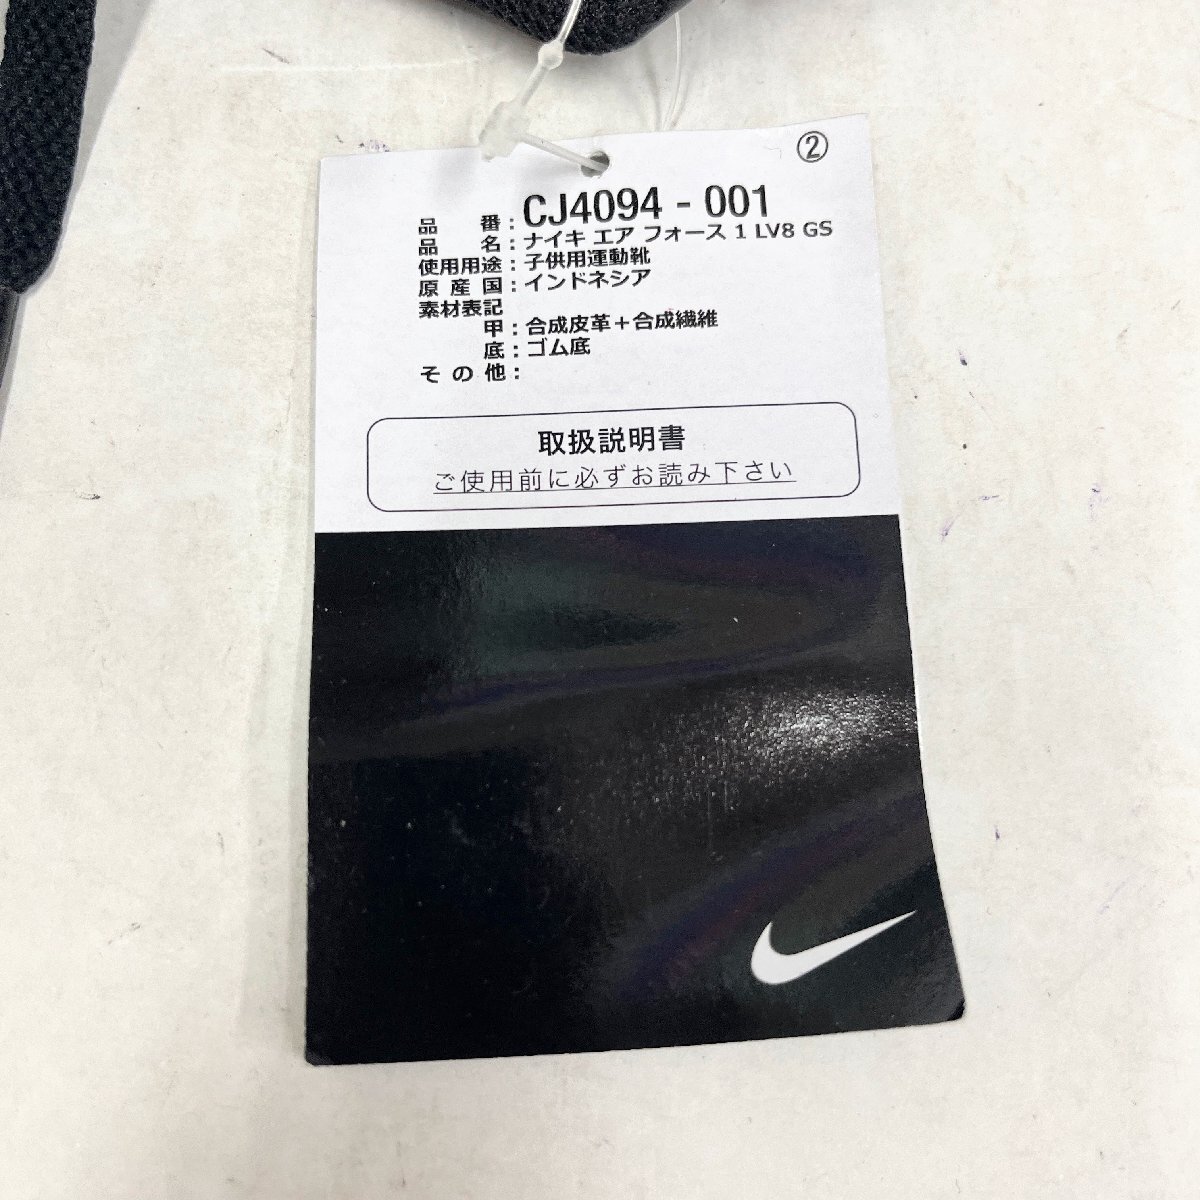 ②
品番：CJ4094 - 001
品名：ナイキ エア フォース 1 LV8 GS
使用用途：子供用運動靴
原産国：インドネシア
素材表記
甲：合成皮革＋合成繊維
底：ゴム底
その他：
取扱説明書
ご使用前に必ずお読み下さい